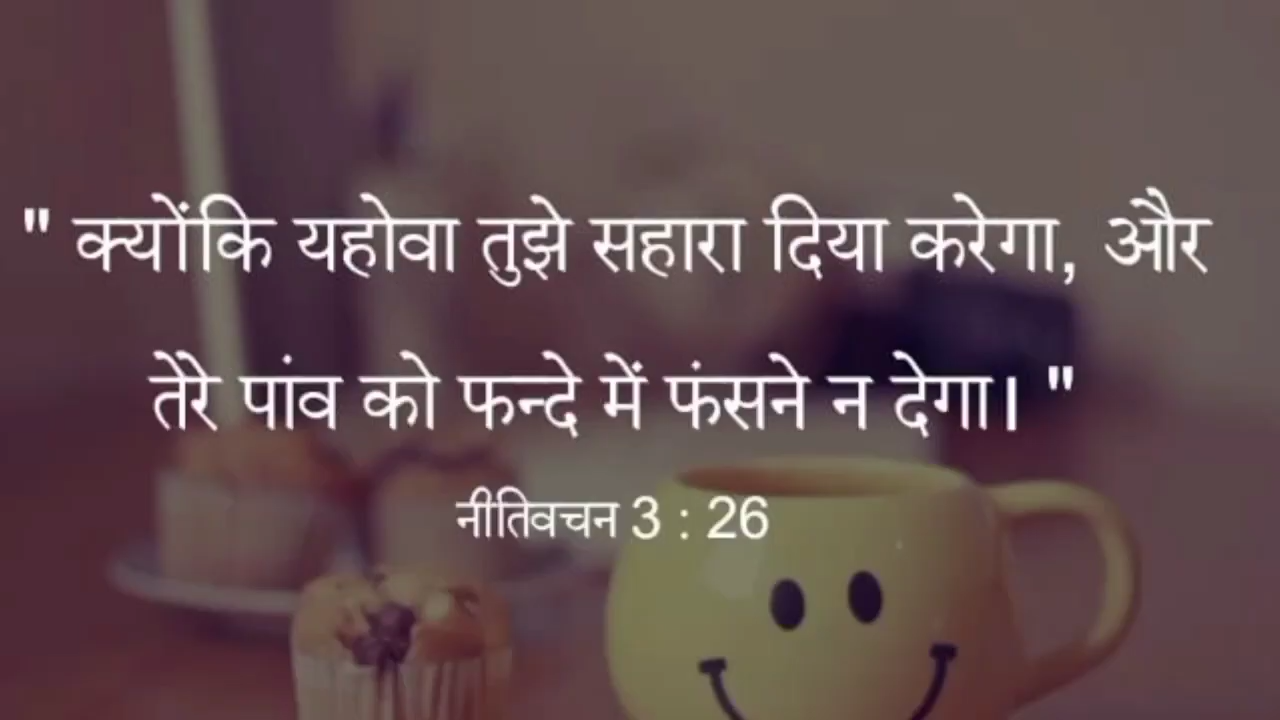 " क्योंकि यहोवा तुझे सहारा दिया करेगा, और
तेरे पांव को फन्दे में फंसने न देगा। "
नीतिवचन 3 : 26